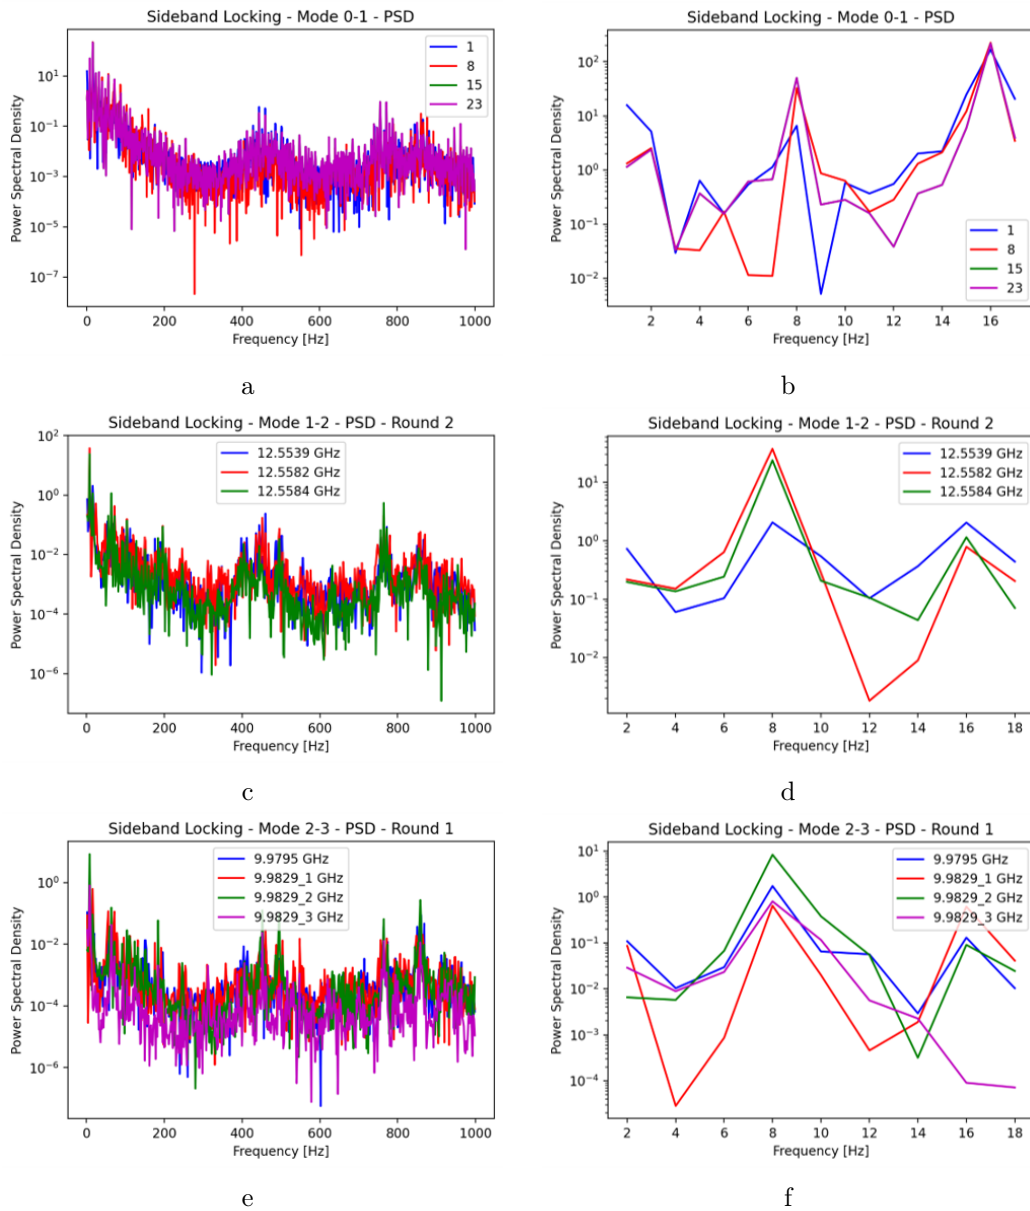 Sideband Locking - Mode 0-1 - PSD
Power Spectral Density
10^1
10^-1
10^-3
10^-5
10^-7
1
8
15
23
0 200 400 600 800 1000
Frequency [Hz]
a
Sideband Locking - Mode 0-1 - PSD
Power Spectral Density
10^2
10^1
10^0
10^-1
10^-2
1
8
15
23
2 4 6 8 10 12 14 16
Frequency [Hz]
b
Sideband Locking - Mode 1-2 - PSD - Round 2
Power Spectral Density
10^2
10^0
10^-2
10^-4
10^-6
12.5539 GHz
12.5582 GHz
12.5584 GHz
0 200 400 600 800 1000
Frequency [Hz]
c
Sideband Locking - Mode 1-2 - PSD - Round 2
Power Spectral Density
10^1
10^0
10^-1
10^-2
12.5539 GHz
12.5582 GHz
12.5584 GHz
2 4 6 8 10 12 14 16 18
Frequency [Hz]
d
Sideband Locking - Mode 2-3 - PSD - Round 1
Power Spectral Density
10^0
10^-2
10^-4
10^-6
9.9795 GHz
9.9829_1 GHz
9.9829_2 GHz
9.9829_3 GHz
0 200 400 600 800 1000
Frequency [Hz]
e
Sideband Locking - Mode 2-3 - PSD - Round 1
Power Spectral Density
10^1
10^0
10^-1
10^-2
10^-3
10^-4
9.9795 GHz
9.9829_1 GHz
9.9829_2 GHz
9.9829_3 GHz
2 4 6 8 10 12 14 16 18
Frequency [Hz]
f